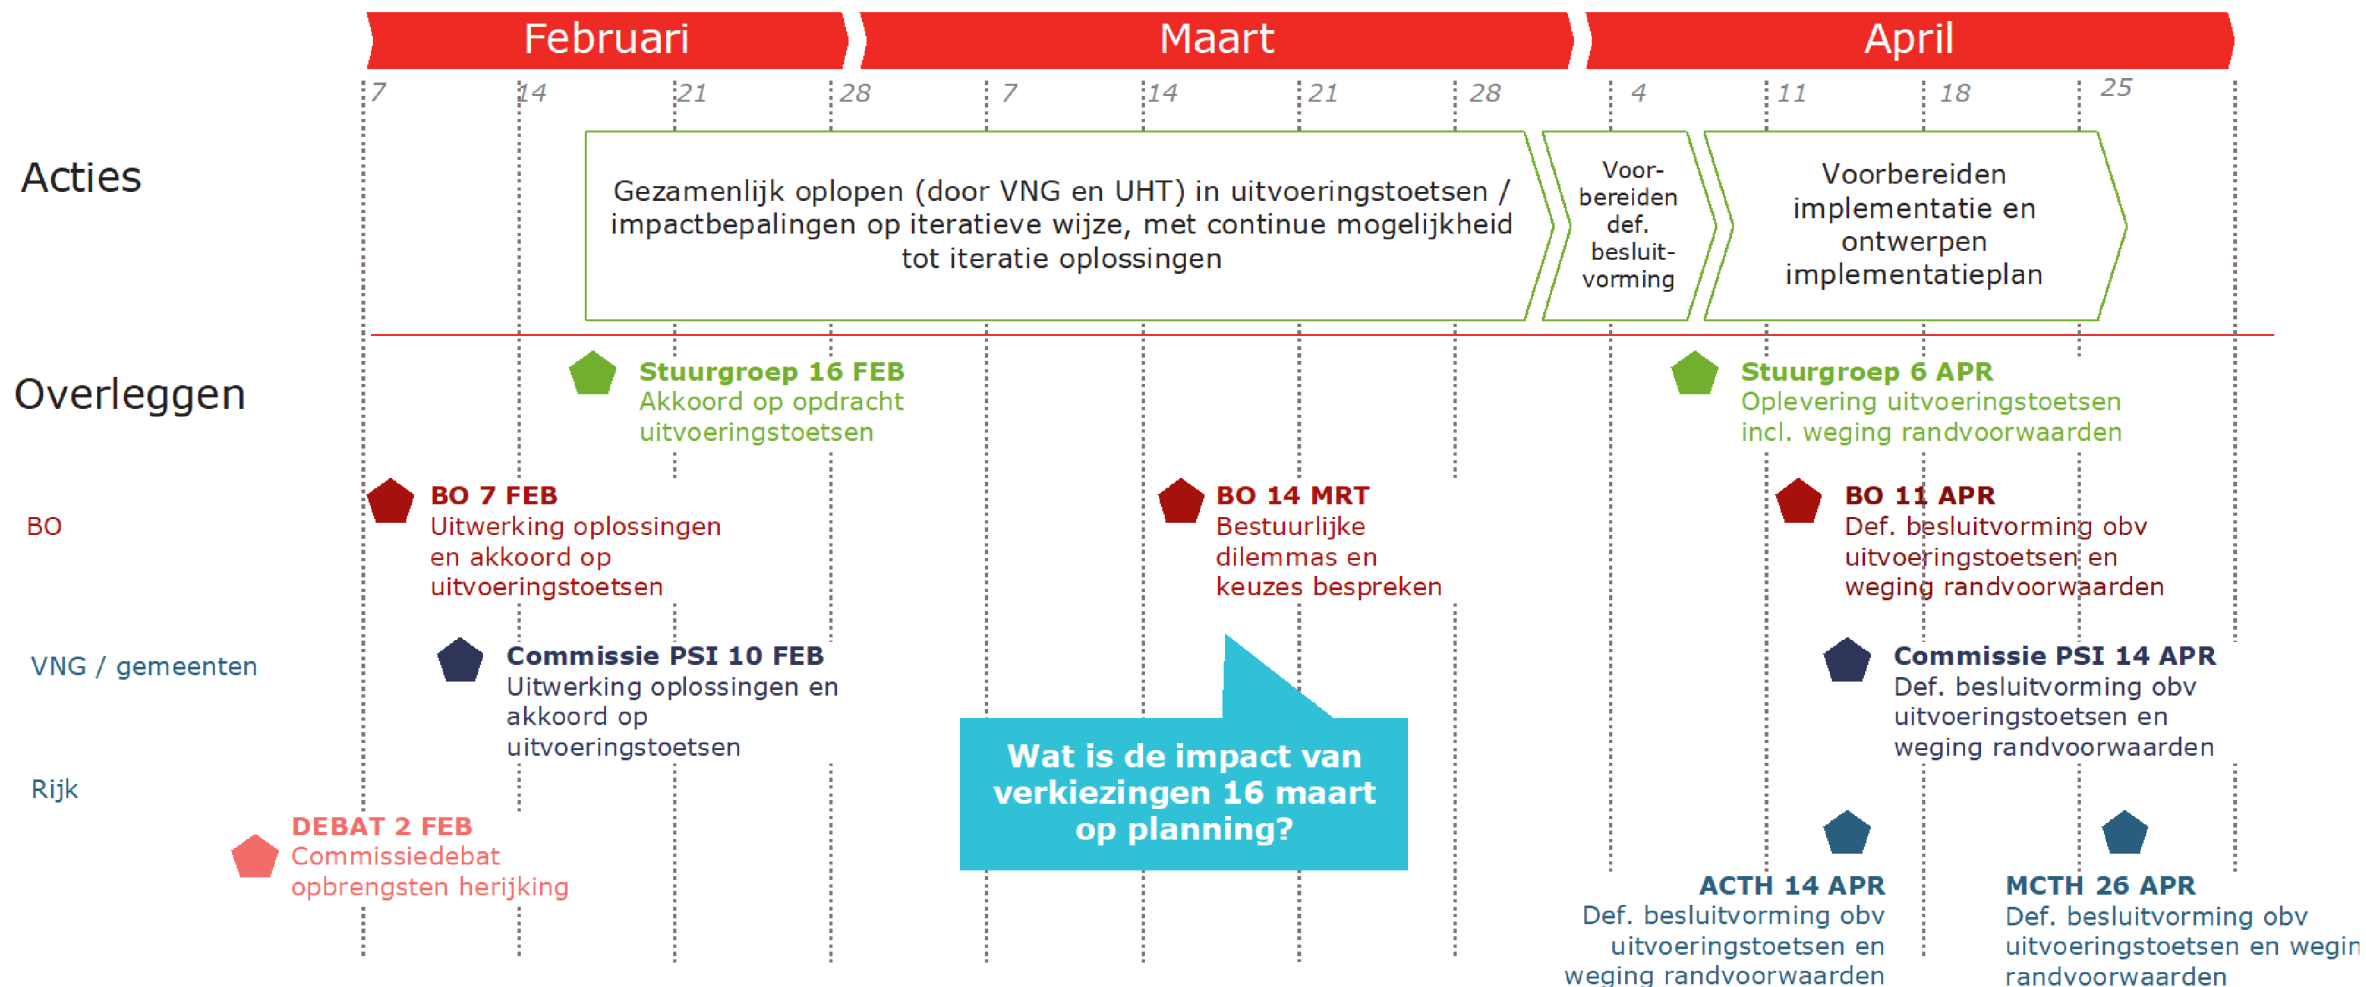 Februari
Maart
April
7
14
21
28
7
14
21
28
4
11
18
25
Acties
Gezamenlijk oplopen (door VNG en UHT) in uitvoeringstoetsen /
impactbepalingen op iteratieve wijze, met continue mogelijkheid
tot iteratie oplossingen
Voor-
bereiden
def.
besluit-
vorming
Voorbereiden
implementatie en
ontwerpen
implementatieplan
Overleggen
Stuurgroep 16 FEB
Akkoord op opdracht
uitvoeringstoetsen
Stuurgroep 6 APR
Oplevering uitvoeringstoetsen
incl. weging randvoorwaarden
BO
BO 7 FEB
Uitwerking oplossingen
en akkoord op
uitvoeringstoetsen
BO 14 MRT
Bestuurlijke
dilemmas en
keuzes bespreken
BO 11 APR
Def. besluitvorming obv
uitvoeringstoetsen en
weging randvoorwaarden
VNG / gemeenten
Commissie PSI 10 FEB
Uitwerking oplossingen en
akkoord op
uitvoeringstoetsen
Commissie PSI 14 APR
Def. besluitvorming obv
uitvoeringstoetsen en
weging randvoorwaarden
Wat is de impact van
verkiezingen 16 maart
op planning?
Rijk
DEBAT 2 FEB
Commissiedebat
opbrengsten herijking
ACTH 14 APR
Def. besluitvorming obv
uitvoeringstoetsen en
weging randvoorwaarden
MCTH 26 APR
Def. besluitvorming obv
uitvoeringstoetsen en wegin
randvoorwaarden